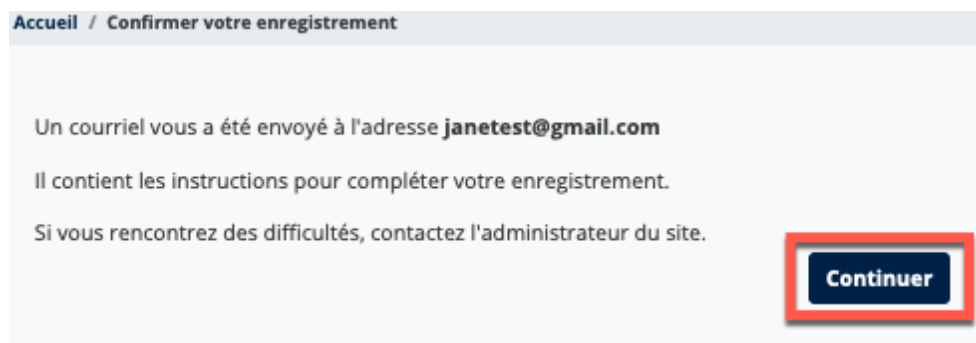 Accueil / Confirmer votre enregistrement
Un courriel vous a été envoyé à l'adresse janetest@gmail.com
Il contient les instructions pour compléter votre enregistrement.
Si vous rencontrez des difficultés, contactez l'administrateur du site.
Continuer